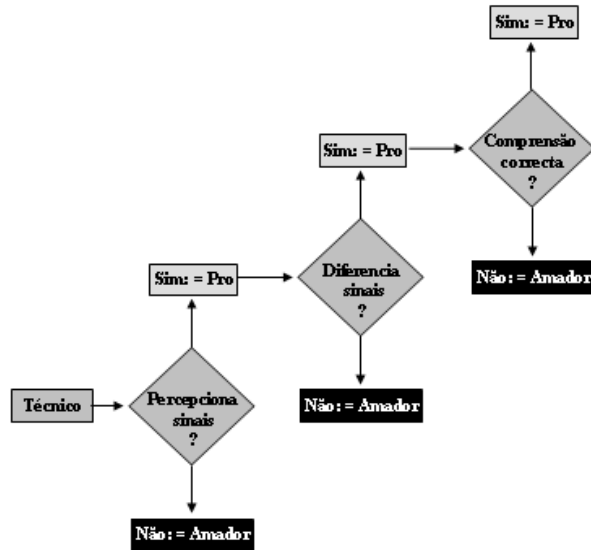 Sim: = Pro
Comprensão
correcta
?
Sim: = Pro
Não: = Amador
Diferencia
sinais
?
Sim: = Pro
Não: = Amador
Técnico
Percepciona
sinais
?
Não: = Amador